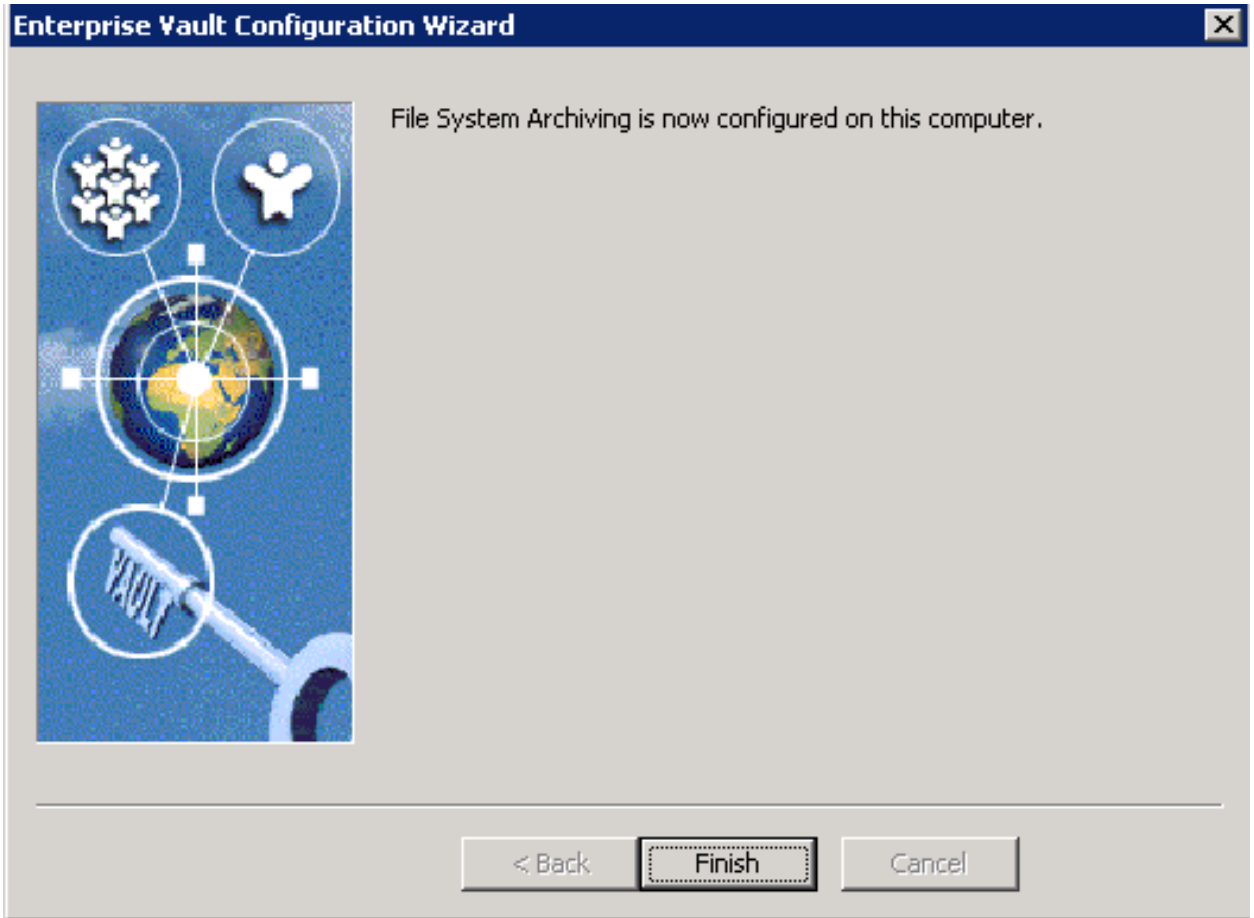 Enterprise Vault Configuration Wizard
File System Archiving is now configured on this computer.
VAULT
< Back
Finish
Cancel